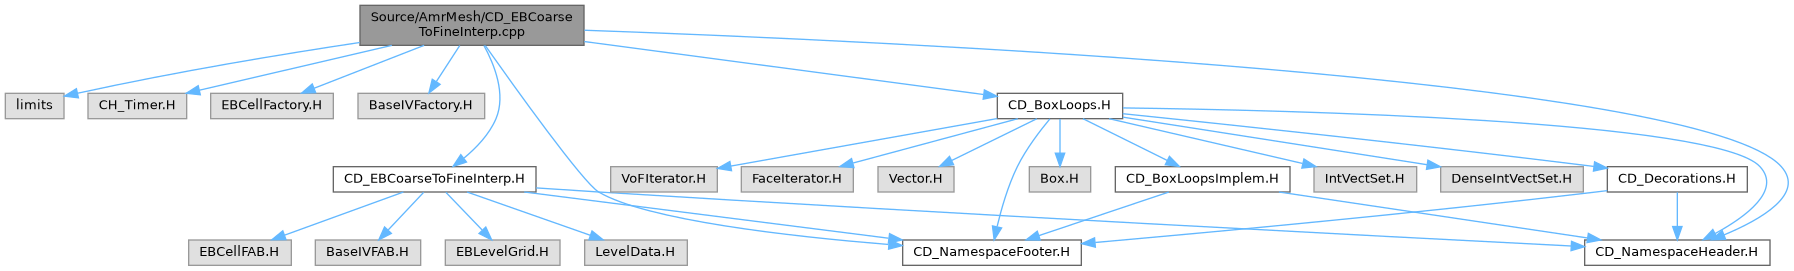 Source/AmrMesh/CD_EBCoarse
ToFineInterp.cpp
limits
CH_Timer.H
EBCellFactory.H
BaseIVFactory.H
CD_BoxLoops.H
CD_EBCoarseToFineInterp.H
VoFIterator.H
FaceIterator.H
Vector.H
Box.H
CD_BoxLoopsImplem.H
IntVectSet.H
DenseIntVectSet.H
CD_Decorations.H
EBCellFAB.H
BaseIVFAB.H
EBLevelGrid.H
LevelData.H
CD_NamespaceFooter.H
CD_NamespaceHeader.H